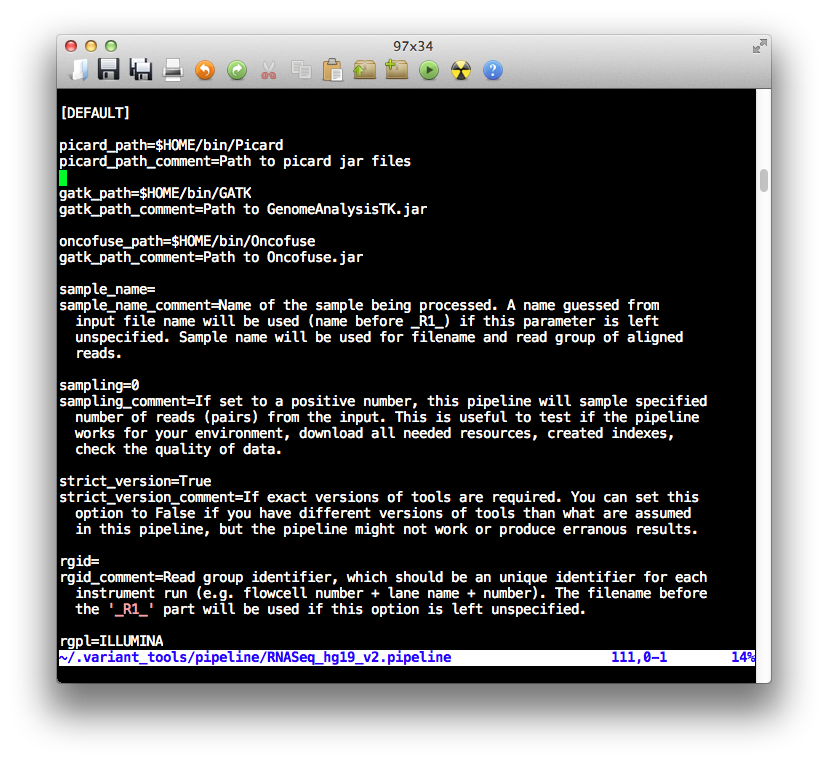 97x34
[DEFAULT]
picard_path=$HOME/bin/Picard
picard_path_comment=Path to picard jar files
gatk_path=$HOME/bin/GATK
gatk_path_comment=Path to GenomeAnalysisTK.jar
oncofuse_path=$HOME/bin/Oncofuse
gatk_path_comment=Path to Oncofuse.jar
sample_name=
sample_name_comment=Name of the sample being processed. A name guessed from
input file name will be used (name before _R1_) if this parameter is left
unspecified. Sample name will be used for filename and read group of aligned
reads.
sampling=0
sampling_comment=If set to a positive number, this pipeline will sample specified
number of reads (pairs) from the input. This is useful to test if the pipeline
works for your environment, download all needed resources, created indexes,
check the quality of data.
strict_version=True
strict_version_comment=If exact versions of tools are required. You can set this
option to False if you have different versions of tools than what are assumed
in this pipeline, but the pipeline might not work or produce erranous results.
rgid=
rgid_comment=Read group identifier, which should be an unique identifier for each
instrument run (e.g. flowcell number + lane name + number). The filename before
the '_R1_' part will be used if this option is left unspecified.
rgpl=ILLUMINA
~/.variant_tools/pipeline/RNASeq_hg19_v2.pipeline 111,0-1 14%